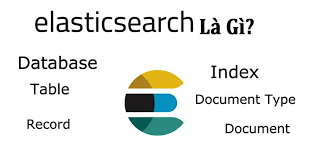 elasticsearch Là Gì?
Database
Table
Record
Index
Document Type
Document